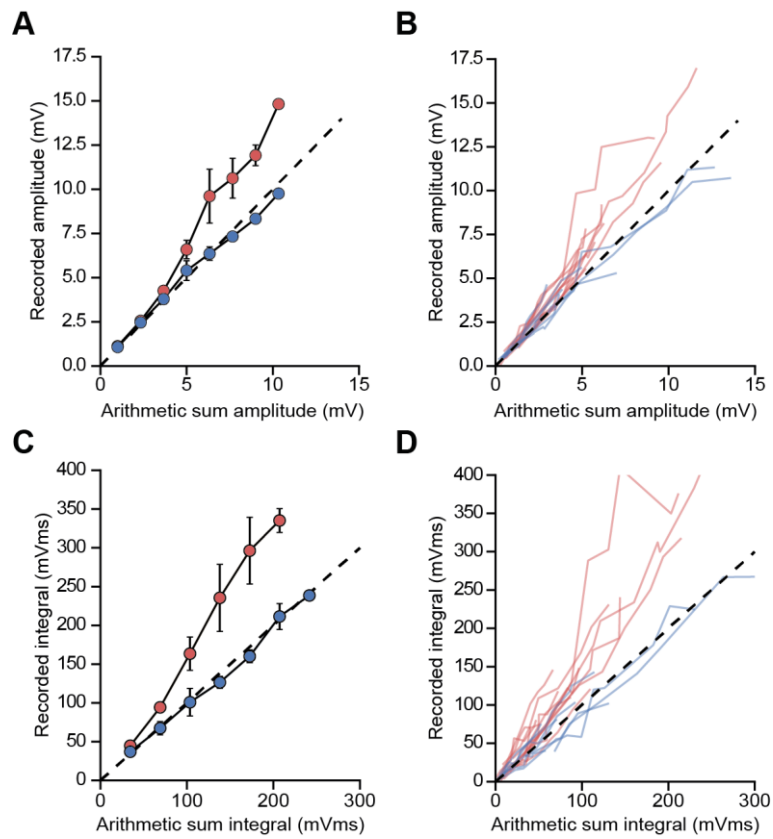 A
17.5
15.0
12.5
10.0
7.5
5.0
2.5
0.0
Recorded amplitude (mV)
0 5 10 15
Arithmetic sum amplitude (mV)
B
17.5
15.0
12.5
10.0
7.5
5.0
2.5
0.0
Recorded amplitude (mV)
0 5 10 15
Arithmetic sum amplitude (mV)
C
400
350
300
250
200
150
100
50
0
Recorded integral (mVms)
0 100 200 300
Arithmetic sum integral (mVms)
D
400
350
300
250
200
150
100
50
0
Recorded integral (mVms)
0 100 200 300
Arithmetic sum integral (mVms)